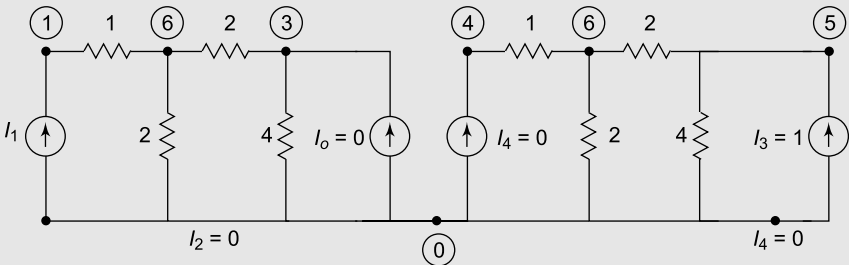 1 1 6 2 3 4 1 6 2 5
I1 2 4 Io = 0 I4 = 0 2 4 I3 = 1
I2 = 0 I4 = 0
0